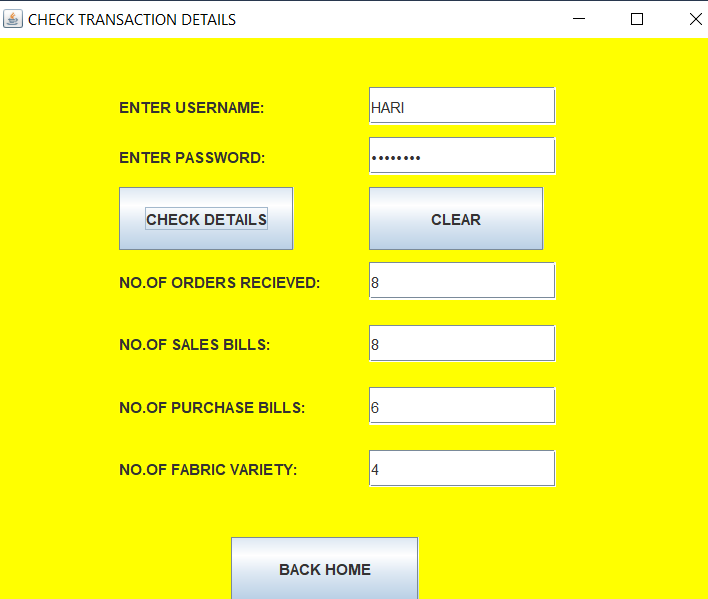 CHECK TRANSACTION DETAILS
ENTER USERNAME: HARI
ENTER PASSWORD: ••••••••
CHECK DETAILS CLEAR
NO.OF ORDERS RECIEVED: 8
NO.OF SALES BILLS: 8
NO.OF PURCHASE BILLS: 6
NO.OF FABRIC VARIETY: 4
BACK HOME